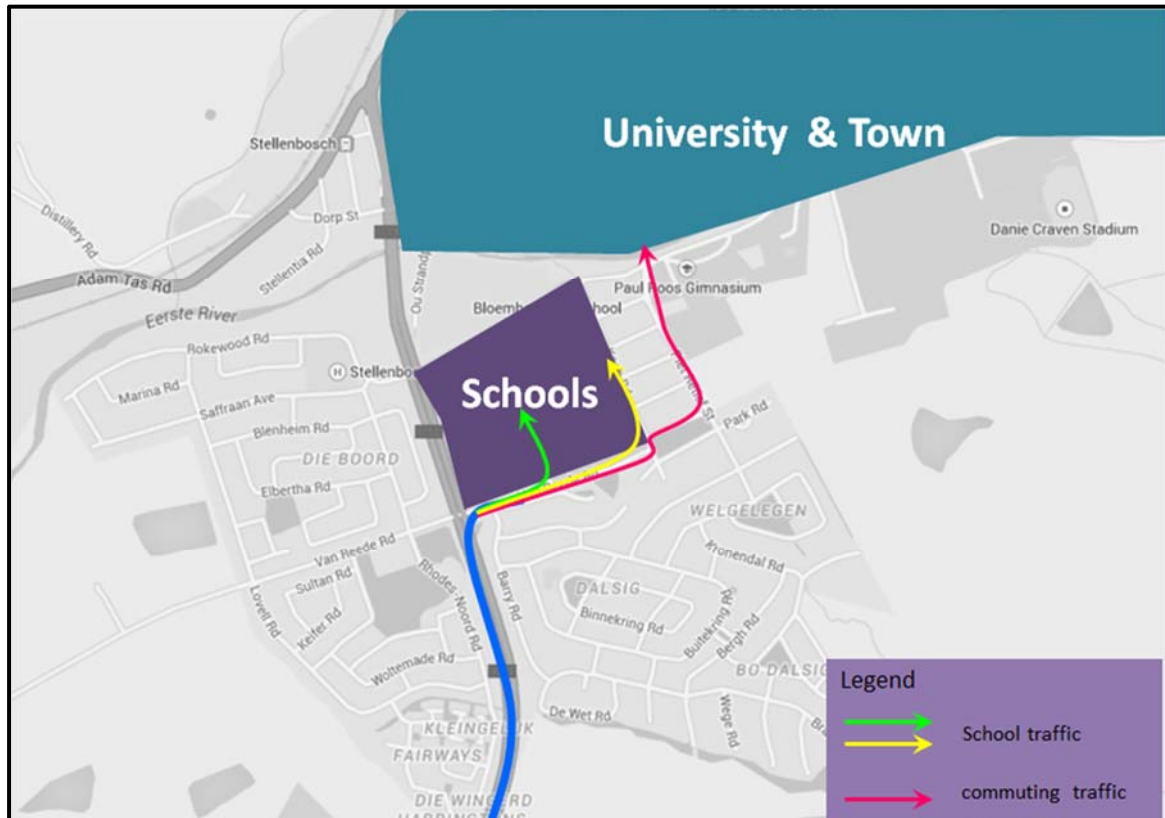 University & Town
Stellenbosch
Distillery Rd
Dorp St
Stellentia Rd
Adam Tas Rd
Danie Craven Stadium
Paul Roos Gimnasium
Eerste River
Rokewood Rd
Marina Rd
Saffraan Ave
Blenheim Rd
DIE BOORD
Elbertha Rd
Schools
Park Rd
WELGELEGEN
Van Reede Rd
Sultan Rd
Keifer Rd
Lovell Rd
Rhodes-Noord Rd
Barry Rd
Kronendal Rd
DALSIG
Binnekring Rd
Buitekring Rd
Bergh Rd
Woltemade Rd
BO DALSIG
De Wet Rd
Wege Rd
KLEINGELUK
FAIRWAYS
DIE WINGERD
Legend
School traffic
commuting traffic